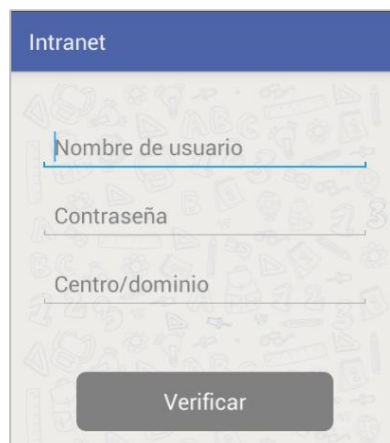 Intranet
Nombre de usuario
Contraseña
Centro/dominio
Verificar